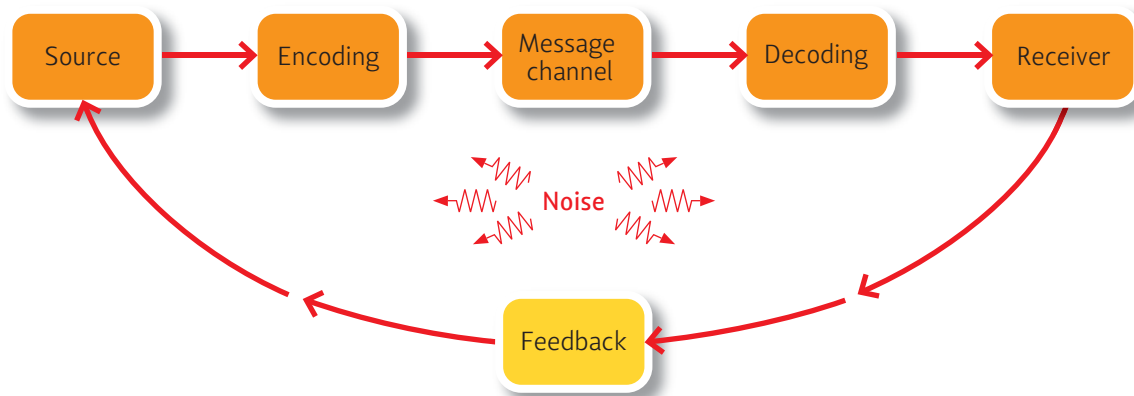 Source
Encoding
Message
channel
Decoding
Receiver
Noise
Feedback